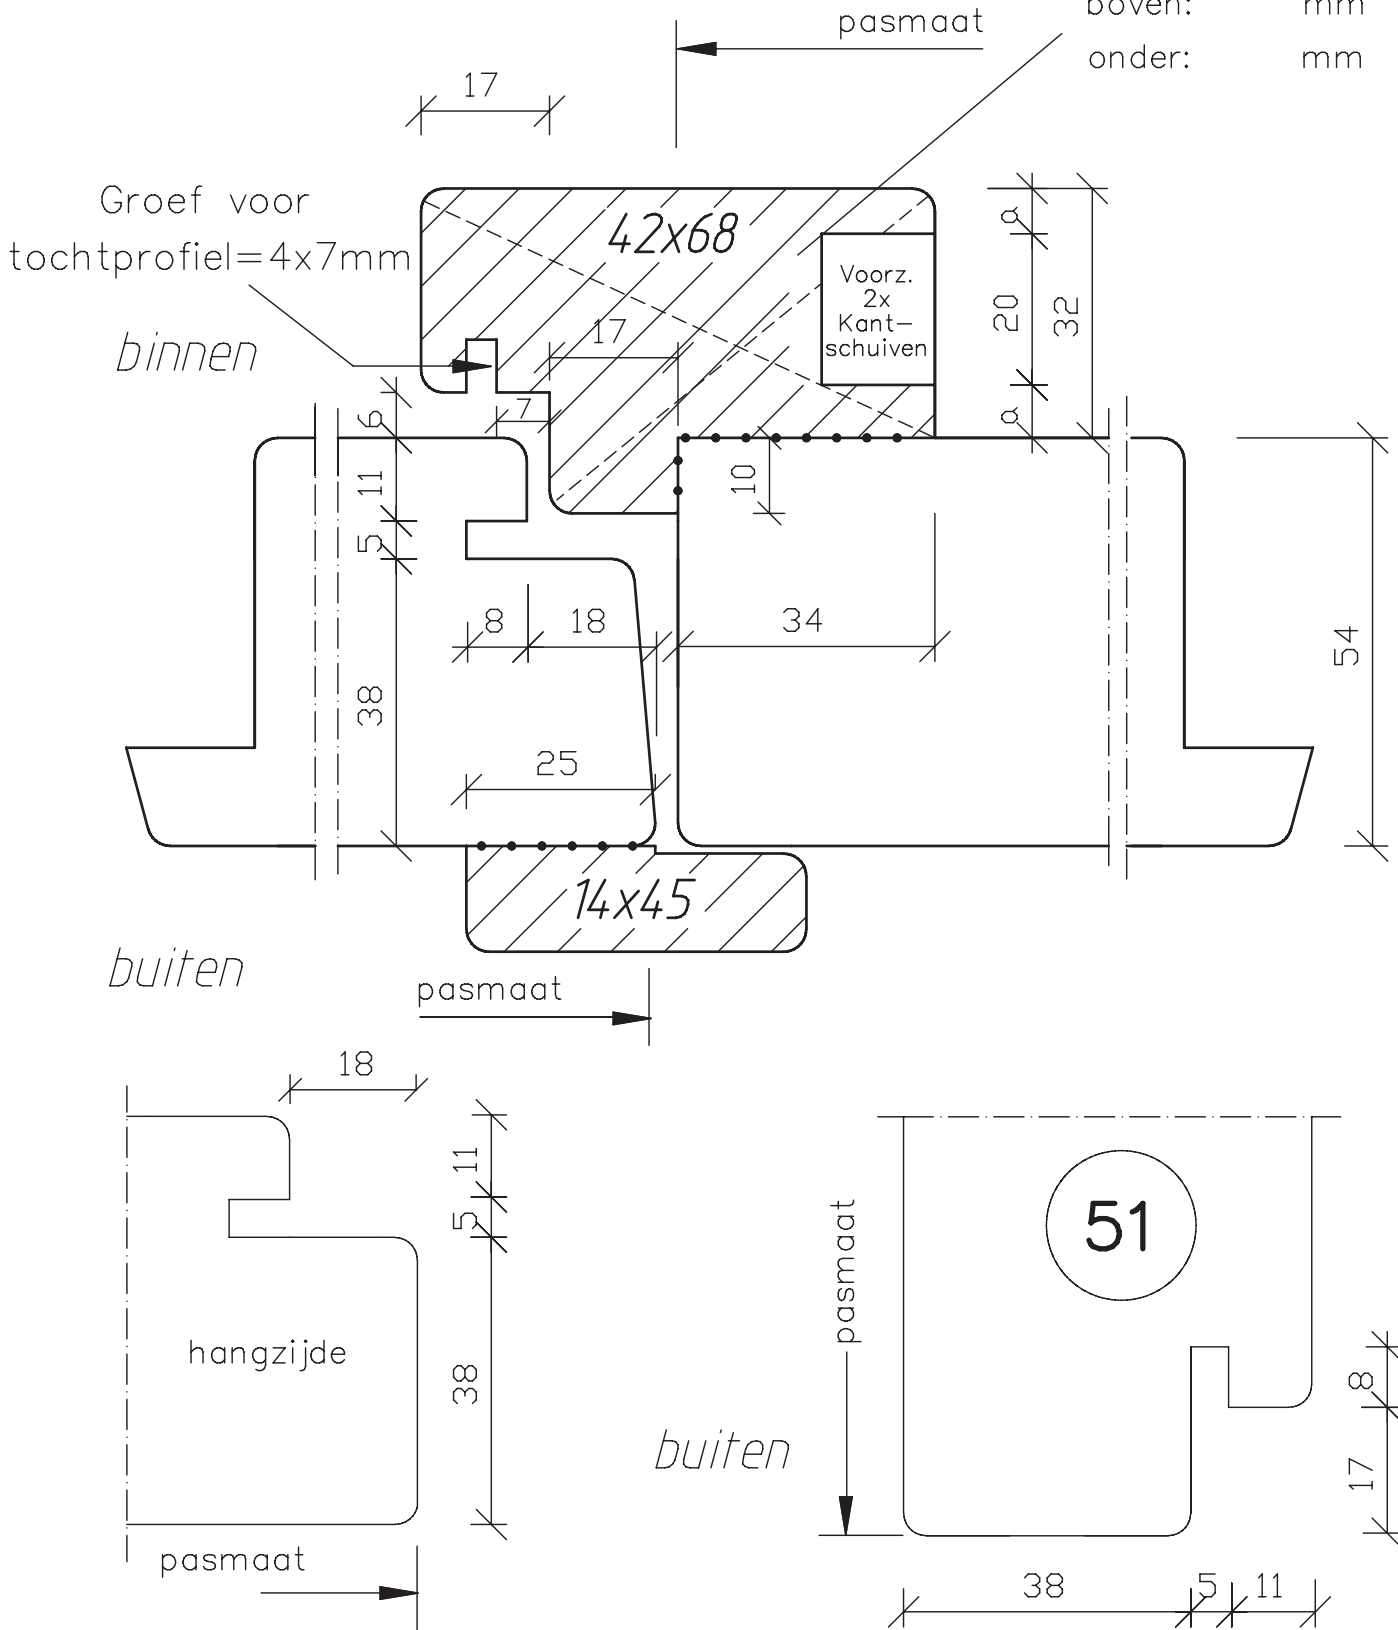 boven: mm
pasmaat
onder: mm
17
Groef voor
tochtprofiel=4x7mm
42x68
a
Voorz.
2x
Kant-
schuiven
20
32
binnen
17
7
6
a
11
10
5
8
18
34
54
38
25
14x45
buiten
pasmaat
18
11
5
51
pasmaat
hangzijde
38
8
buiten
17
pasmaat
38
5
11